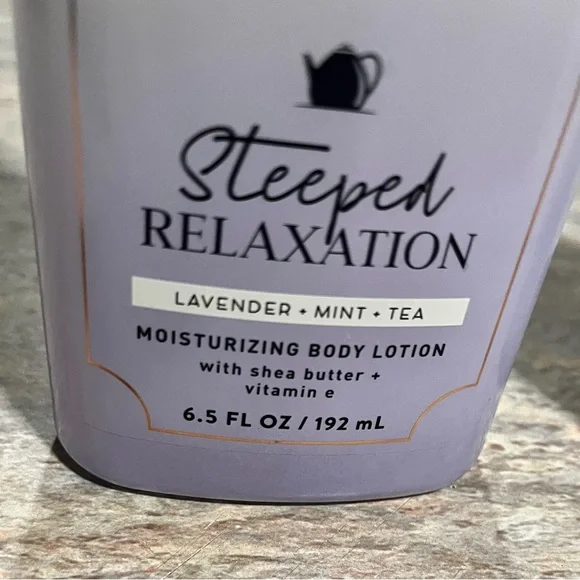 Steeped
RELAXATION
LAVENDER • MINT • TEA
MOISTURIZING BODY LOTION
with shea butter +
vitamin e
6.5 FL OZ / 192 mL